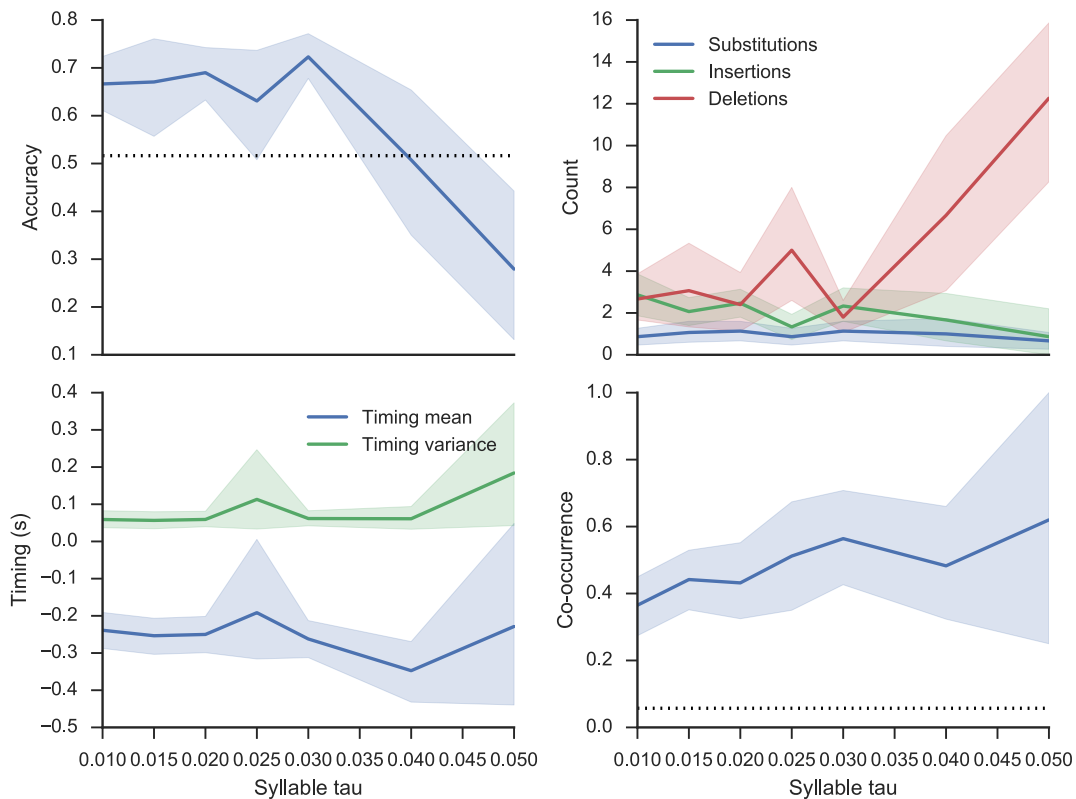 0.8
0.7
0.6
0.5
0.4
0.3
0.2
0.1
Accuracy
16
14
12
10
8
6
4
2
0
Count
Substitutions
Insertions
Deletions
0.4
0.3
0.2
0.1
0.0
−0.1
−0.2
−0.3
−0.4
−0.5
Timing (s)
Timing mean
Timing variance
0.010 0.015 0.020 0.025 0.030 0.035 0.040 0.045 0.050
Syllable tau
1.0
0.8
0.6
0.4
0.2
0.0
Co-occurrence
0.010 0.015 0.020 0.025 0.030 0.035 0.040 0.045 0.050
Syllable tau